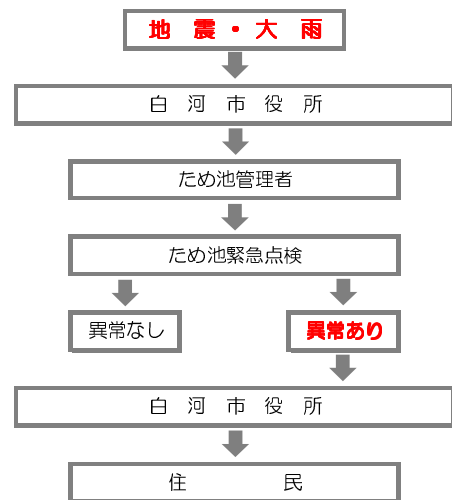 地 震 ・ 大 雨
白 河 市 役 所
ため池管理者
ため池緊急点検
異常なし 異常あり
白 河 市 役 所
住 民